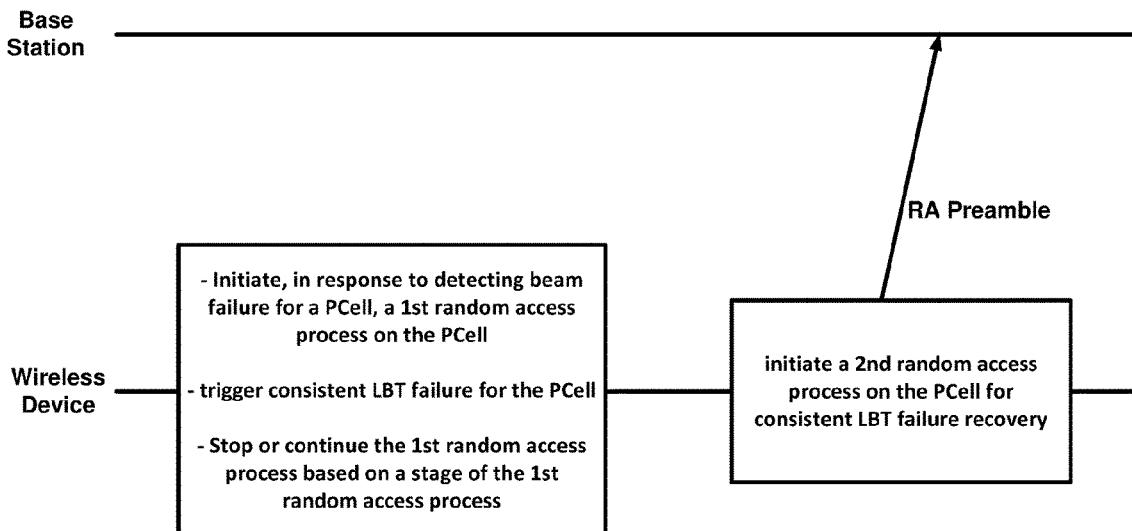 Base
Station
RA Preamble
- Initiate, in response to detecting beam
failure for a PCell, a 1st random access
process on the PCell
- trigger consistent LBT failure for the PCell
- Stop or continue the 1st random access
process based on a stage of the 1st
random access process
initiate a 2nd random access
process on the PCell for
consistent LBT failure recovery
Wireless
Device